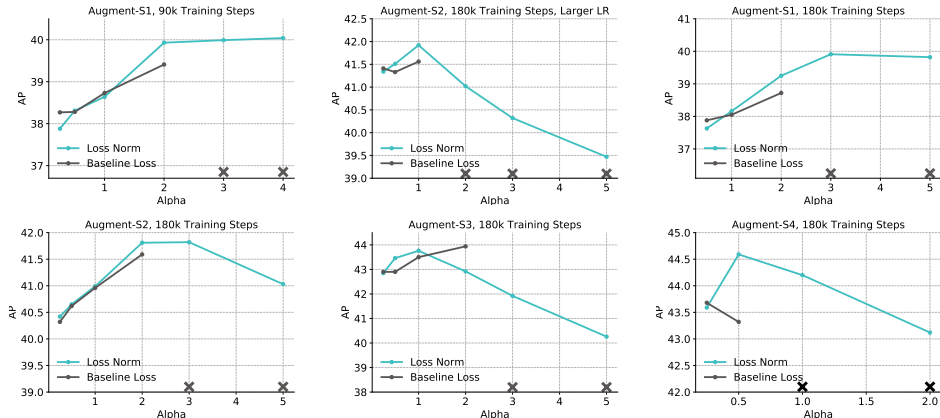 Augment-S1, 90k Training Steps
40
39
38
37
AP
Loss Norm
Baseline Loss
1 2 3 4
Alpha
Augment-S2, 180k Training Steps, Larger LR
42.5
42.0
41.5
41.0
40.5
40.0
39.5
39.0
AP
Loss Norm
Baseline Loss
1 2 3 4 5
Alpha
Augment-S1, 180k Training Steps
41
40
39
38
37
AP
Loss Norm
Baseline Loss
1 2 3 4 5
Alpha
Augment-S2, 180k Training Steps
42.0
41.5
41.0
40.5
40.0
39.5
39.0
AP
Loss Norm
Baseline Loss
1 2 3 4 5
Alpha
Augment-S3, 180k Training Steps
44
43
42
41
40
39
38
AP
Loss Norm
Baseline Loss
1 2 3 4 5
Alpha
Augment-S4, 180k Training Steps
45.0
44.5
44.0
43.5
43.0
42.5
42.0
AP
Loss Norm
Baseline Loss
0.5 1.0 1.5 2.0
Alpha